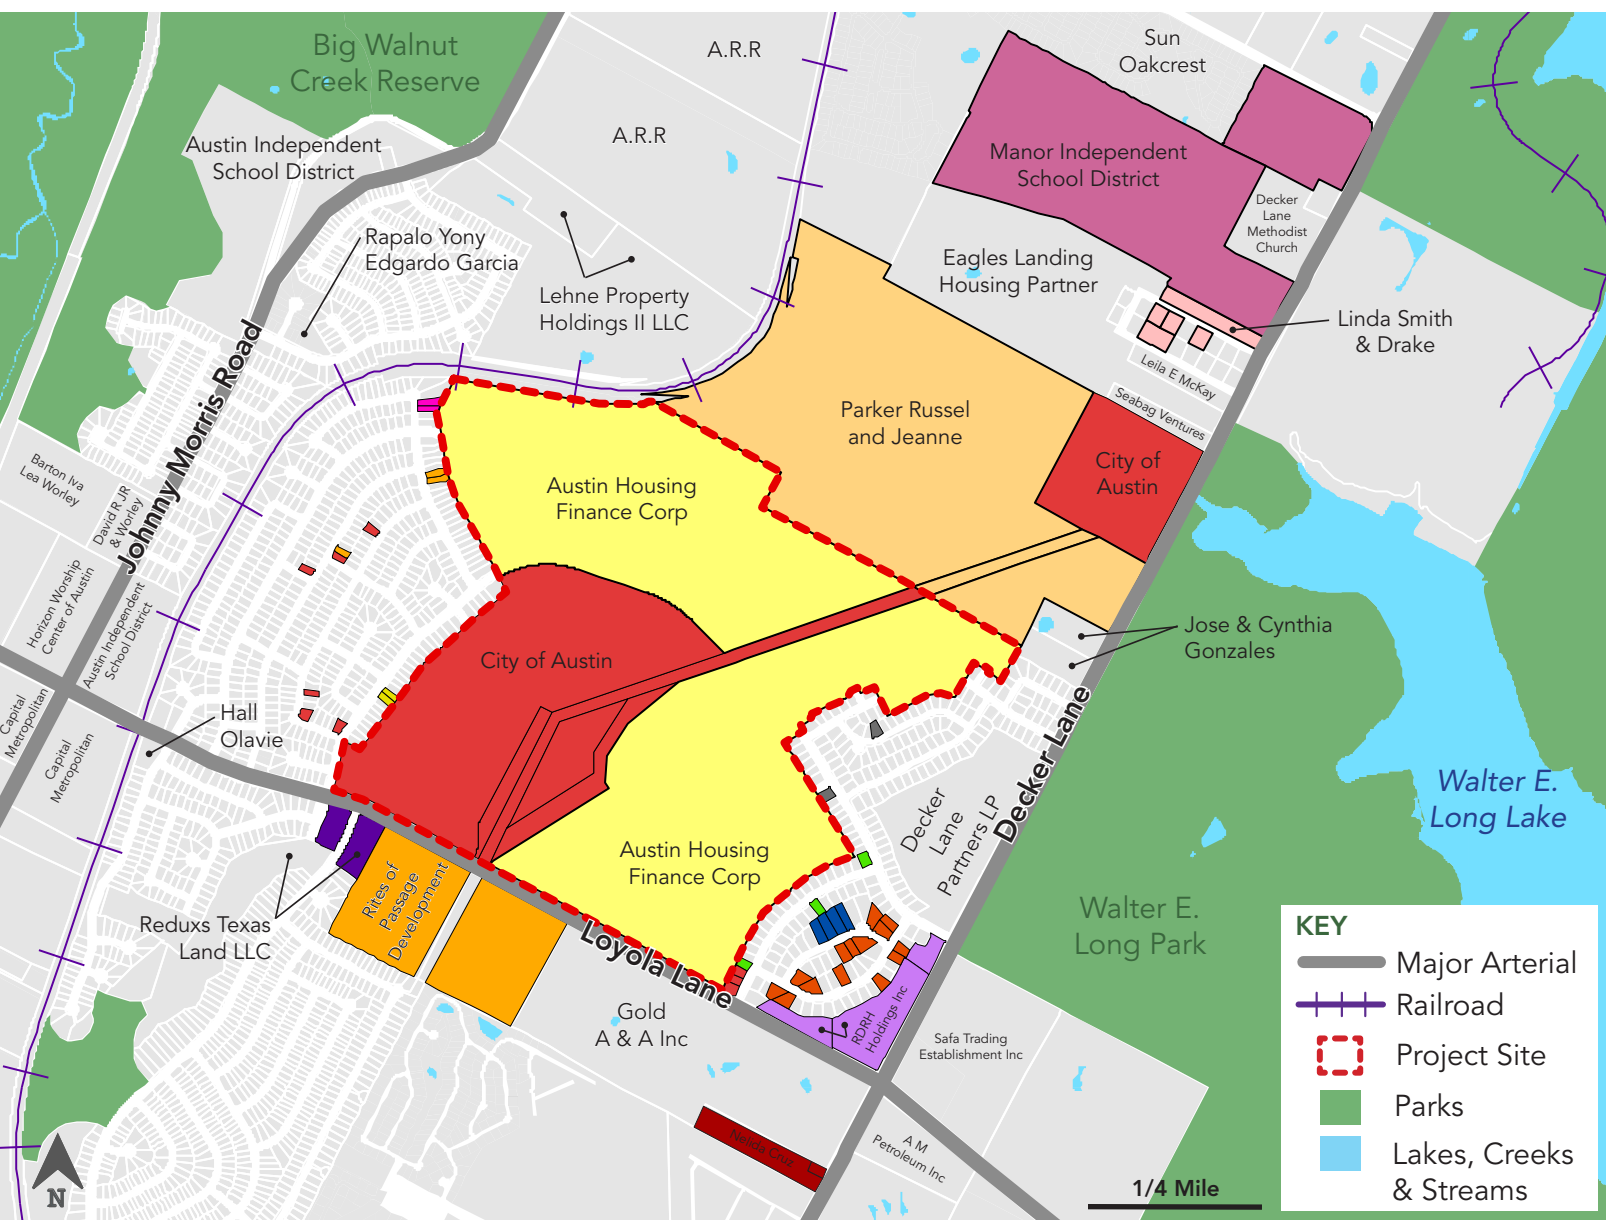 Big Walnut
Creek Reserve
A.R.R
Sun
Oakcrest
A.R.R
Austin Independent
School District
Manor Independent
School District
Decker
Lane
Methodist
Church
Rapalo Yony
Edgardo Garcia
Eagles Landing
Housing Partner
Lehne Property
Holdings II LLC
Linda Smith
& Drake
Leila E McKay
Seabag Ventures
Johnny Morris Road
Parker Russel
and Jeanne
City of
Austin
Barton Iva
Lea Worley
David R JR
& Worley
Austin Housing
Finance Corp
Horizon Worship
Center of Austin
Austin Independent
School District
City of Austin
Jose & Cynthia
Gonzales
Capital
Metropolitan
Capital
Metropolitan
Hall
Olavie
Decker Lane
Walter E.
Long Lake
Decker
Lane
Partners LP
Austin Housing
Finance Corp
Rites of
Passage
Development
Reduxs Texas
Land LLC
Loyola Lane
Walter E.
Long Park
Gold
A & A Inc
RDRH
Holdings Inc
Safa Trading
Establishment Inc
Nelida Cruz
A M
Petroleum Inc
KEY
Major Arterial
Railroad
Project Site
Parks
Lakes, Creeks
& Streams
1/4 Mile
N